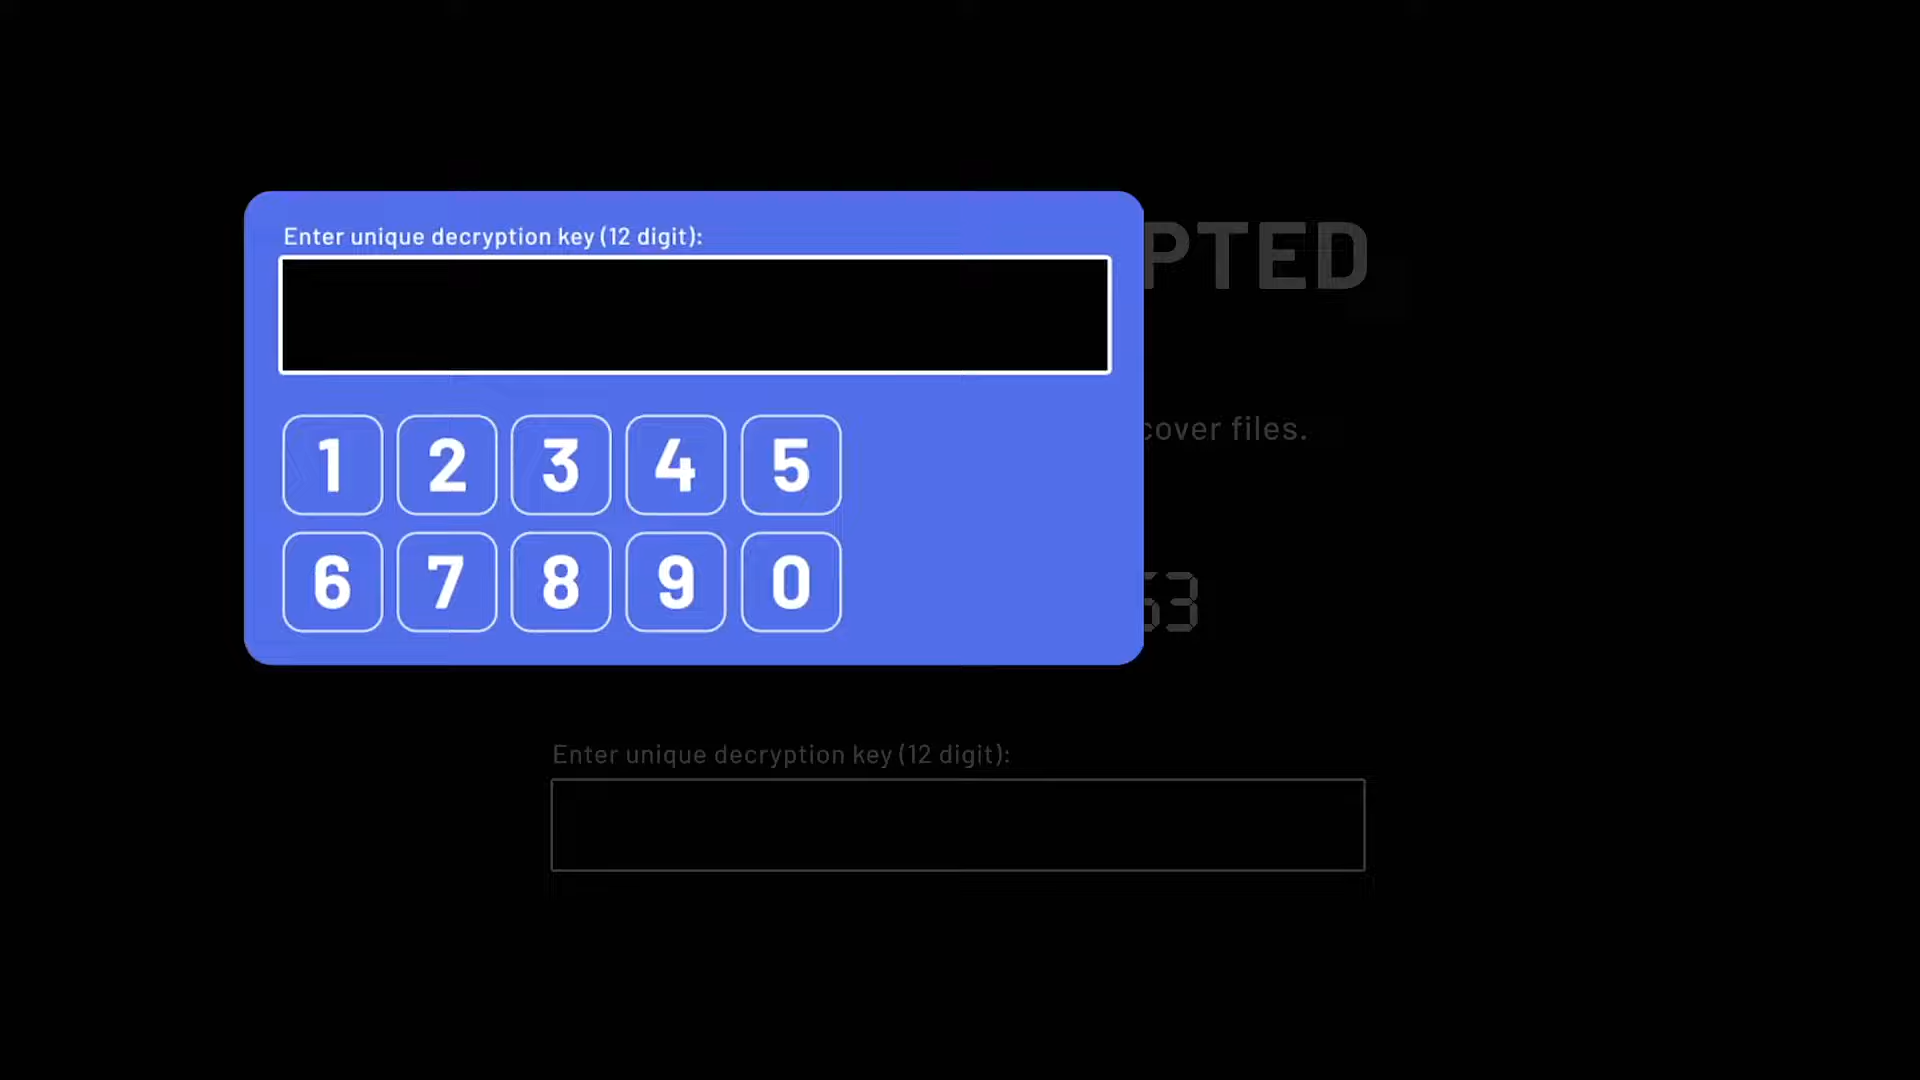 Enter unique decryption key (12 digit):
PTED
1 2 3 4 5
cover files.
6 7 8 9 0
53
Enter unique decryption key (12 digit):